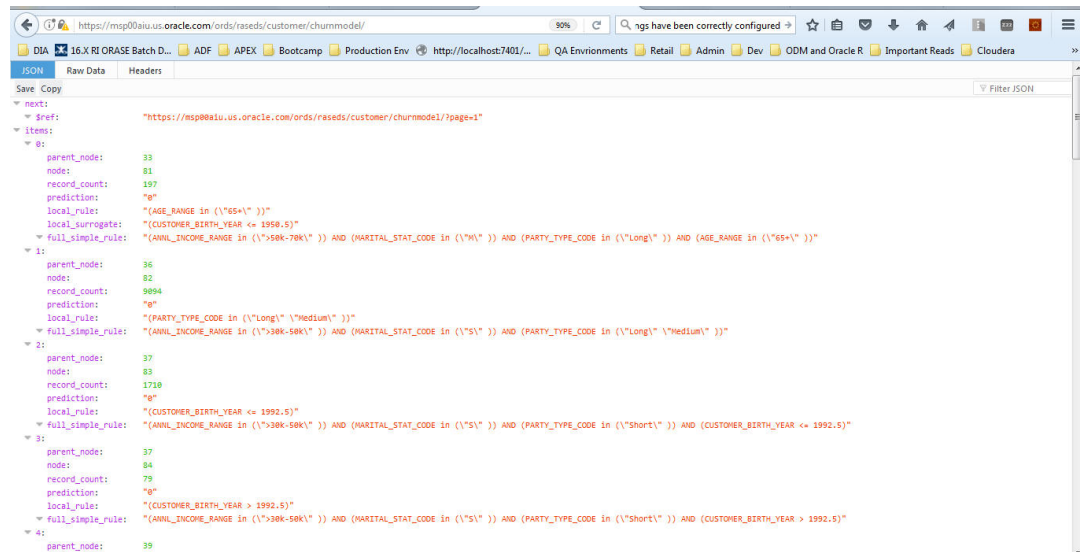 https://msp00aiu.us.oracle.com/ords/raseds/customer/churnmodel/ 90% ngs have been correctly configured
DIA 16.X RI ORASE Batch D... ADF APEX Bootcamp Production Env http://localhost:7401/... QA Envrionments Retail Admin Dev ODM and Oracle R Important Reads Cloudera »
JSON Raw Data Headers
Save Copy Filter JSON
next:
$ref: "https://msp00aiu.us.oracle.com/ords/raseds/customer/churnmodel/?page=1"
items:
0:
parent_node: 33
node: 81
record_count: 197
prediction: "0"
local_rule: "(AGE_RANGE in (\"65+\" ))"
local_surrogate: "(CUSTOMER_BIRTH_YEAR <= 1950.5)"
full_simple_rule: "(ANNL_INCOME_RANGE in (\">50k-70k\" )) AND (MARITAL_STAT_CODE in (\"M\" )) AND (PARTY_TYPE_CODE in (\"Long\" )) AND (AGE_RANGE in (\"65+\" ))"
1:
parent_node: 36
node: 82
record_count: 9094
prediction: "0"
local_rule: "(PARTY_TYPE_CODE in (\"Long\" \"Medium\" ))"
full_simple_rule: "(ANNL_INCOME_RANGE in (\">30k-50k\" )) AND (MARITAL_STAT_CODE in (\"S\" )) AND (PARTY_TYPE_CODE in (\"Long\" \"Medium\" ))"
2:
parent_node: 37
node: 83
record_count: 1710
prediction: "0"
local_rule: "(CUSTOMER_BIRTH_YEAR <= 1992.5)"
full_simple_rule: "(ANNL_INCOME_RANGE in (\">30k-50k\" )) AND (MARITAL_STAT_CODE in (\"S\" )) AND (PARTY_TYPE_CODE in (\"Short\" )) AND (CUSTOMER_BIRTH_YEAR <= 1992.5)"
3:
parent_node: 37
node: 84
record_count: 79
prediction: "0"
local_rule: "(CUSTOMER_BIRTH_YEAR > 1992.5)"
full_simple_rule: "(ANNL_INCOME_RANGE in (\">30k-50k\" )) AND (MARITAL_STAT_CODE in (\"S\" )) AND (PARTY_TYPE_CODE in (\"Short\" )) AND (CUSTOMER_BIRTH_YEAR > 1992.5)"
4:
parent_node: 39